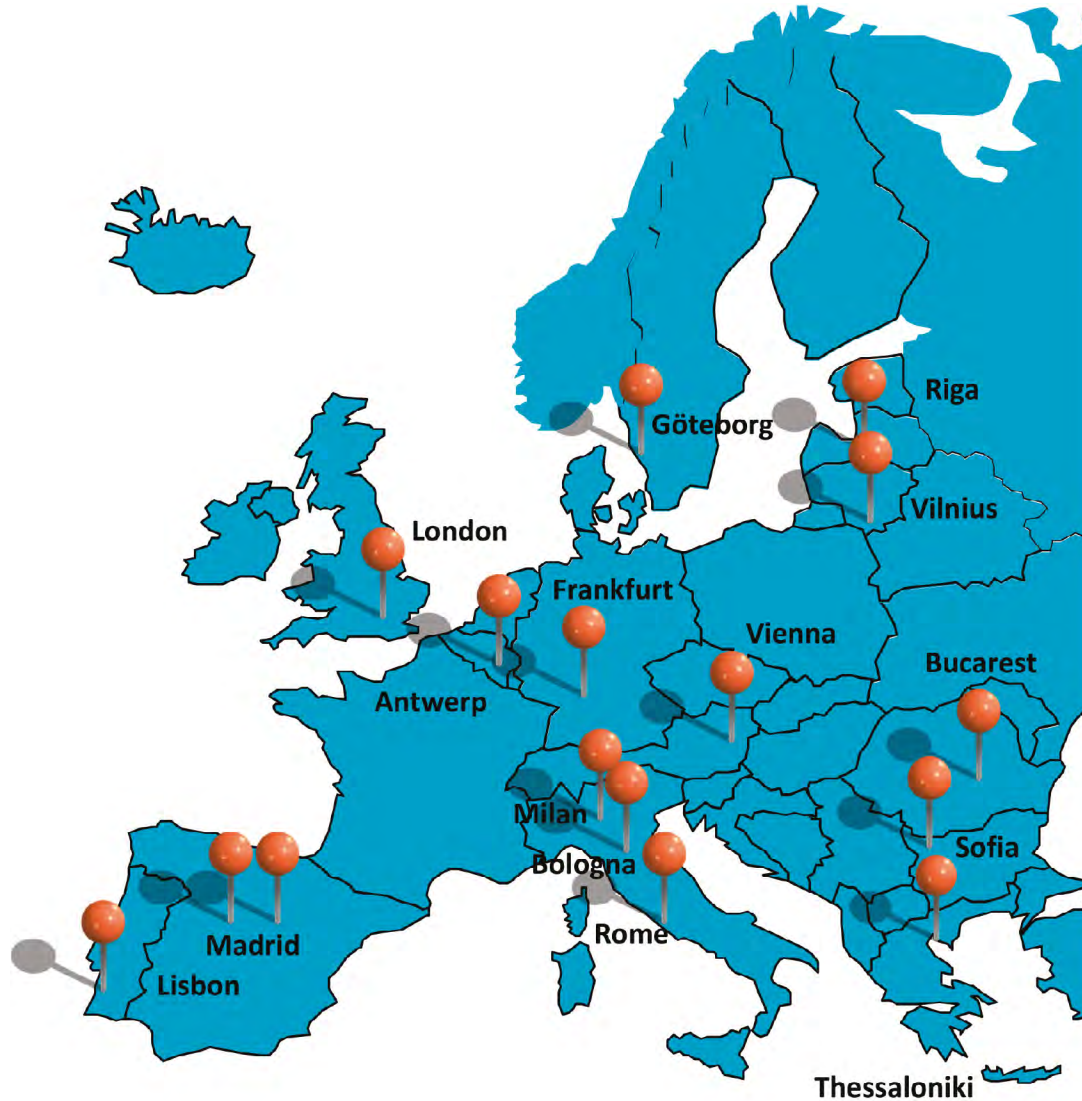 Riga
Göteborg
Vilnius
London
Frankfurt
Vienna
Bucarest
Antwerp
Milan
Sofia
Bologna
Rome
Madrid
Lisbon
Thessaloniki